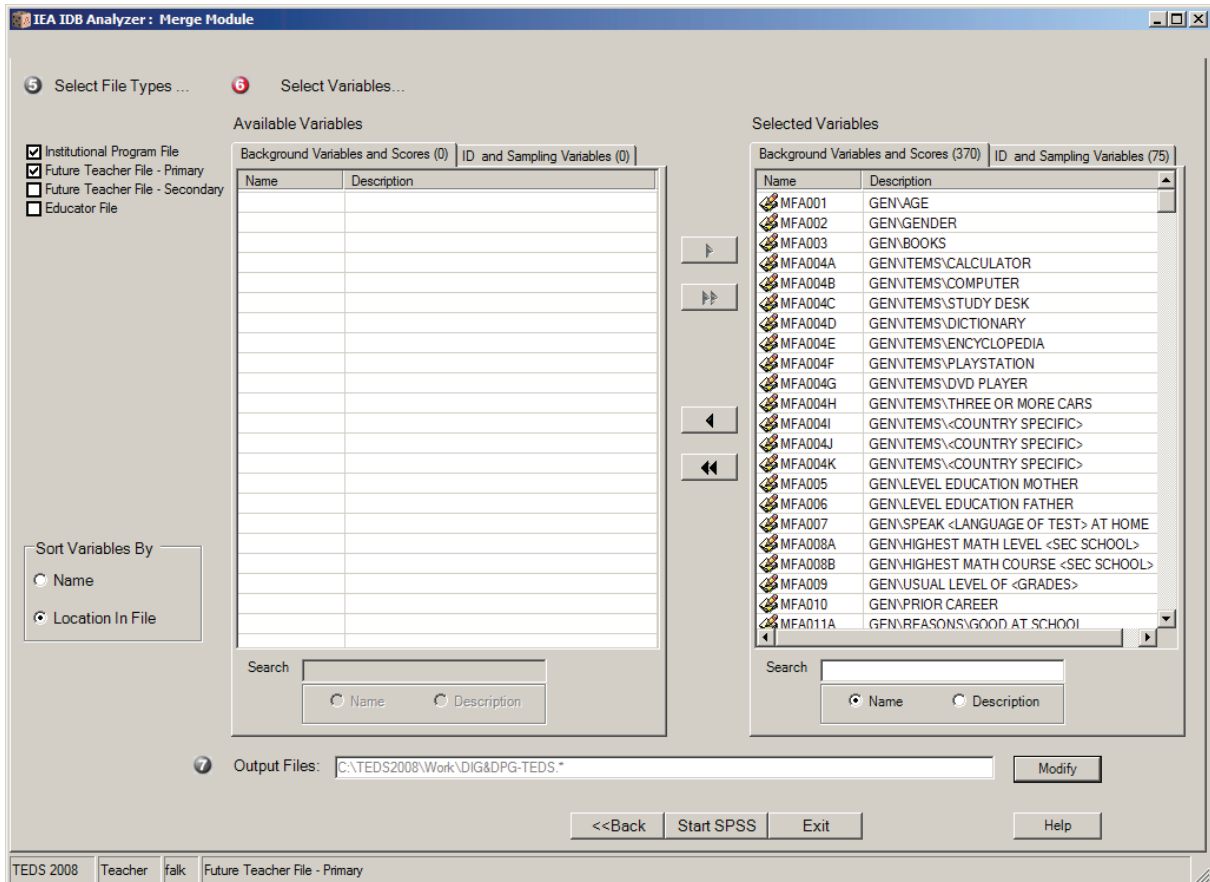 IEA IDB Analyzer : Merge Module
5 Select File Types ... 6 Select Variables...
Available Variables
Selected Variables
Institutional Program File
Future Teacher File - Primary
Future Teacher File - Secondary
Educator File
Background Variables and Scores (0) ID and Sampling Variables (0)
Name Description
Background Variables and Scores (370) ID and Sampling Variables (75)
Name Description
MFA001 GEN\AGE
MFA002 GEN\GENDER
MFA003 GEN\BOOKS
MFA004A GEN\ITEMS\CALCULATOR
MFA004B GEN\ITEMS\COMPUTER
MFA004C GEN\ITEMS\STUDY DESK
MFA004D GEN\ITEMS\DICTIONARY
MFA004E GEN\ITEMS\ENCYCLOPEDIA
MFA004F GEN\ITEMS\PLAYSTATION
MFA004G GEN\ITEMS\DVD PLAYER
MFA004H GEN\ITEMS\THREE OR MORE CARS
MFA004I GEN\ITEMS\<COUNTRY SPECIFIC>
MFA004J GEN\ITEMS\<COUNTRY SPECIFIC>
MFA004K GEN\ITEMS\<COUNTRY SPECIFIC>
MFA005 GEN\LEVEL EDUCATION MOTHER
MFA006 GEN\LEVEL EDUCATION FATHER
MFA007 GEN\SPEAK <LANGUAGE OF TEST> AT HOME
MFA008A GEN\HIGHEST MATH LEVEL <SEC SCHOOL>
MFA008B GEN\HIGHEST MATH COURSE <SEC SCHOOL>
MFA009 GEN\USUAL LEVEL OF <GRADES>
MFA010 GEN\PRIOR CAREER
MFA011A GEN\REASONS\GOOD AT SCHOOL
Sort Variables By
Name
Location In File
Search
Name Description
Search
Name Description
7 Output Files: C:\TEDS2008\Work\DIG&DPG-TEDS.* Modify
<<Back Start SPSS Exit Help
TEDS 2008 Teacher falk Future Teacher File - Primary